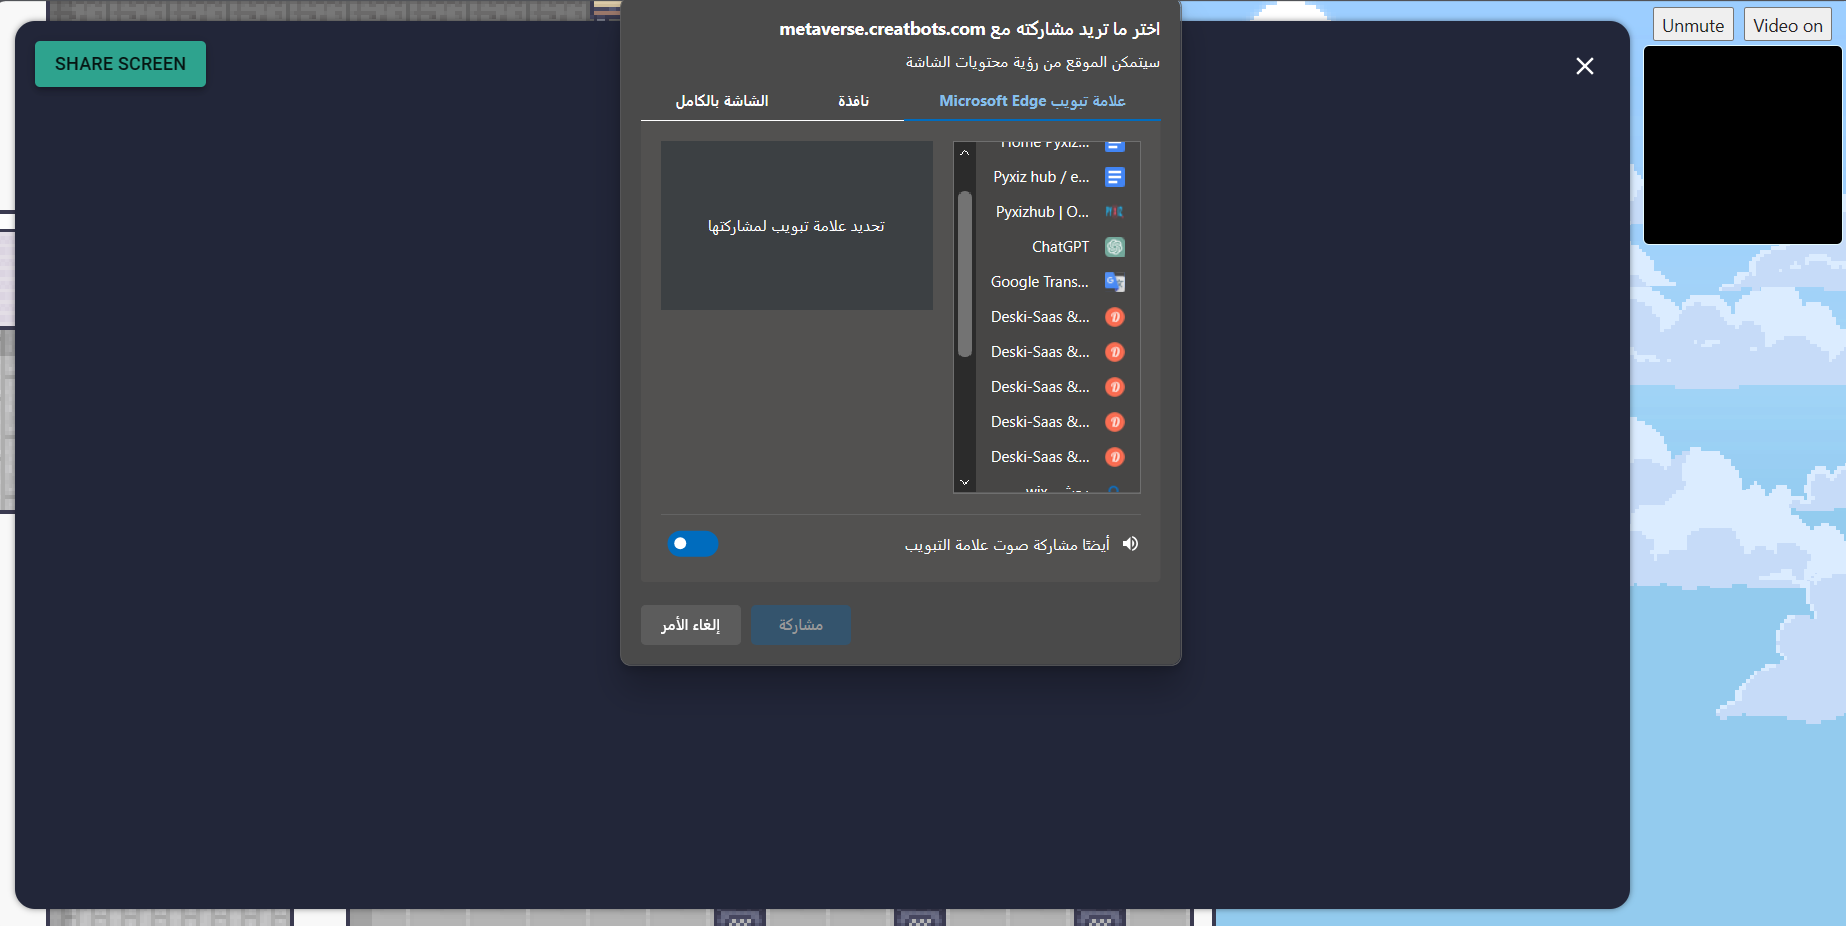 SHARE SCREEN
Unmute
Video on
اختر ما تريد مشاركته مع metaverse.creatbots.com
سيتمكن الموقع من رؤية محتويات الشاشة
علامة تبويب Microsoft Edge
نافذة
الشاشة بالكامل
Home Pyxiz...
Pyxiz hub / e...
Pyxizhub | O...
ChatGPT
Google Trans...
Deski-Saas &...
Deski-Saas &...
Deski-Saas &...
Deski-Saas &...
Deski-Saas &...
تحديد علامة تبويب لمشاركتها
أيضًا مشاركة صوت علامة التبويب
مشاركة
إلغاء الأمر